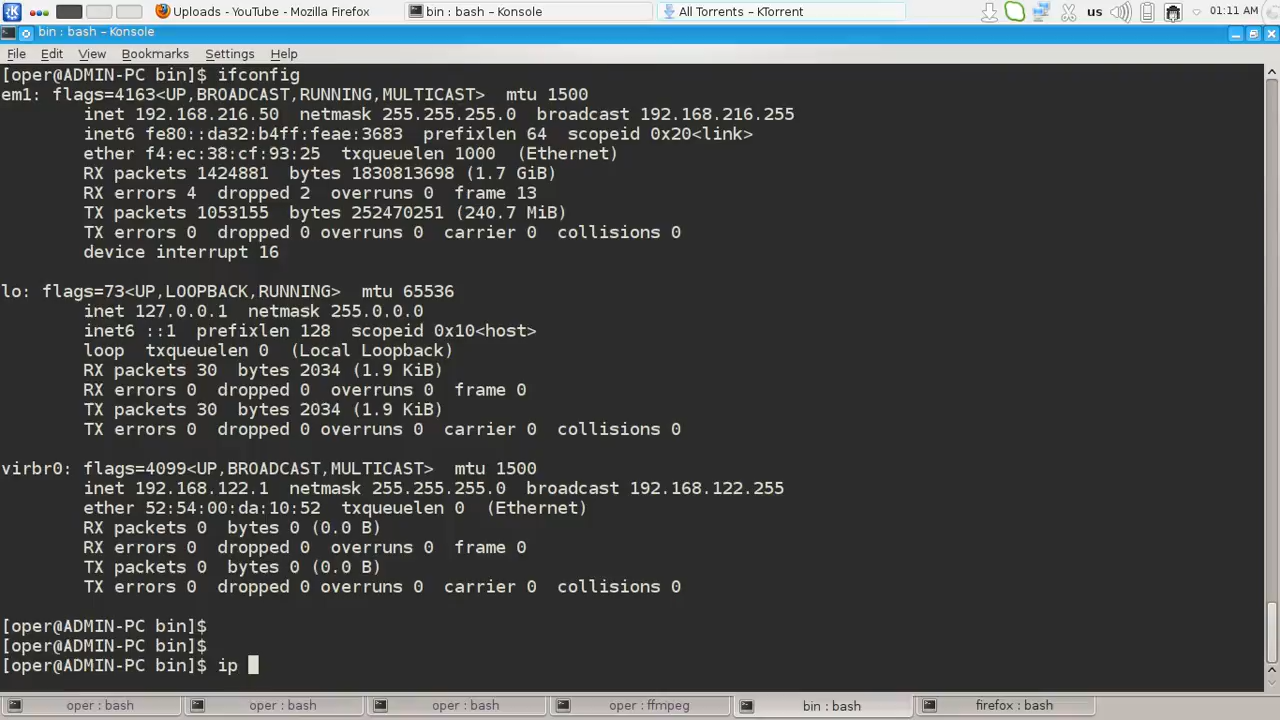 Uploads - YouTube - Mozilla Firefox
bin : bash – Konsole
All Torrents – KTorrent
us
01:11 AM
bin : bash – Konsole
File Edit View Bookmarks Settings Help
[oper@ADMIN-PC bin]$ ifconfig
em1: flags=4163<UP,BROADCAST,RUNNING,MULTICAST>  mtu 1500
        inet 192.168.216.50  netmask 255.255.255.0  broadcast 192.168.216.255
        inet6 fe80::da32:b4ff:feae:3683  prefixlen 64  scopeid 0x20<link>
        ether f4:ec:38:cf:93:25  txqueuelen 1000  (Ethernet)
        RX packets 1424881  bytes 1830813698 (1.7 GiB)
        RX errors 4  dropped 2  overruns 0  frame 13
        TX packets 1053155  bytes 252470251 (240.7 MiB)
        TX errors 0  dropped 0 overruns 0  carrier 0  collisions 0
        device interrupt 16
lo: flags=73<UP,LOOPBACK,RUNNING>  mtu 65536
        inet 127.0.0.1  netmask 255.0.0.0
        inet6 ::1  prefixlen 128  scopeid 0x10<host>
        loop  txqueuelen 0  (Local Loopback)
        RX packets 30  bytes 2034 (1.9 KiB)
        RX errors 0  dropped 0  overruns 0  frame 0
        TX packets 30  bytes 2034 (1.9 KiB)
        TX errors 0  dropped 0 overruns 0  carrier 0  collisions 0
virbr0: flags=4099<UP,BROADCAST,MULTICAST>  mtu 1500
        inet 192.168.122.1  netmask 255.255.255.0  broadcast 192.168.122.255
        ether 52:54:00:da:10:52  txqueuelen 0  (Ethernet)
        RX packets 0  bytes 0 (0.0 B)
        RX errors 0  dropped 0  overruns 0  frame 0
        TX packets 0  bytes 0 (0.0 B)
        TX errors 0  dropped 0 overruns 0  carrier 0  collisions 0
[oper@ADMIN-PC bin]$
[oper@ADMIN-PC bin]$
[oper@ADMIN-PC bin]$ ip
oper : bash
oper : bash
oper : bash
oper : ffmpeg
bin : bash
firefox : bash